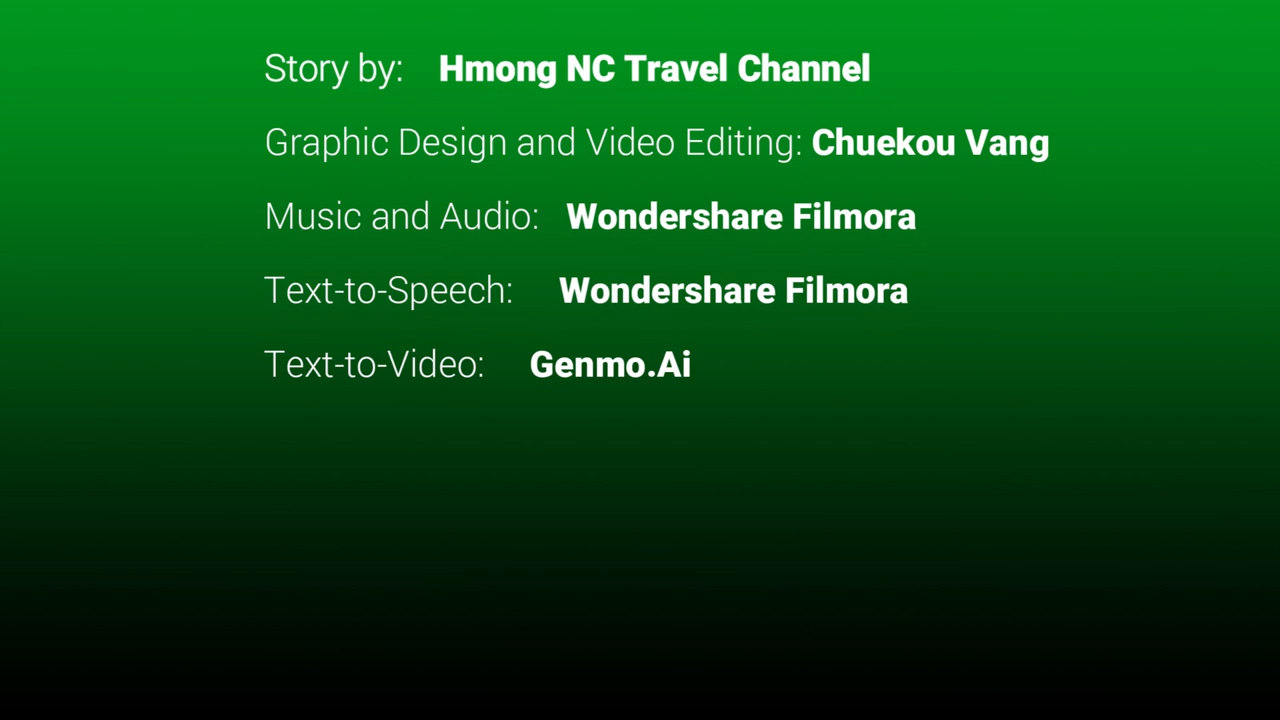 Story by: Hmong NC Travel Channel
Graphic Design and Video Editing: Chuekou Vang
Music and Audio: Wondershare Filmora
Text-to-Speech: Wondershare Filmora
Text-to-Video: Genmo.Ai